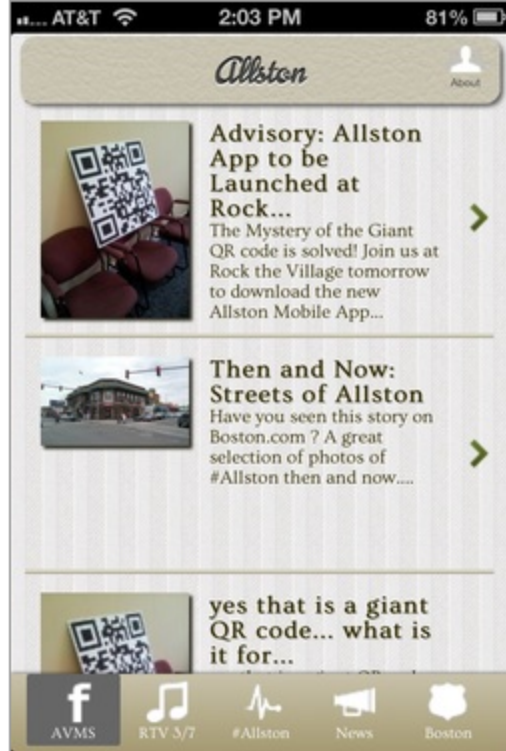 AT&T 2:03 PM 81%
Allston
About
Advisory: Allston
App to be
Launched at
Rock...
The Mystery of the Giant
QR code is solved! Join us at
Rock the Village tomorrow
to download the new
Allston Mobile App...
Then and Now:
Streets of Allston
Have you seen this story on
Boston.com ? A great
selection of photos of
#Allston then and now....
yes that is a giant
QR code... what is
it for...
f
AVMS RTV 3/7 #Allston News Boston